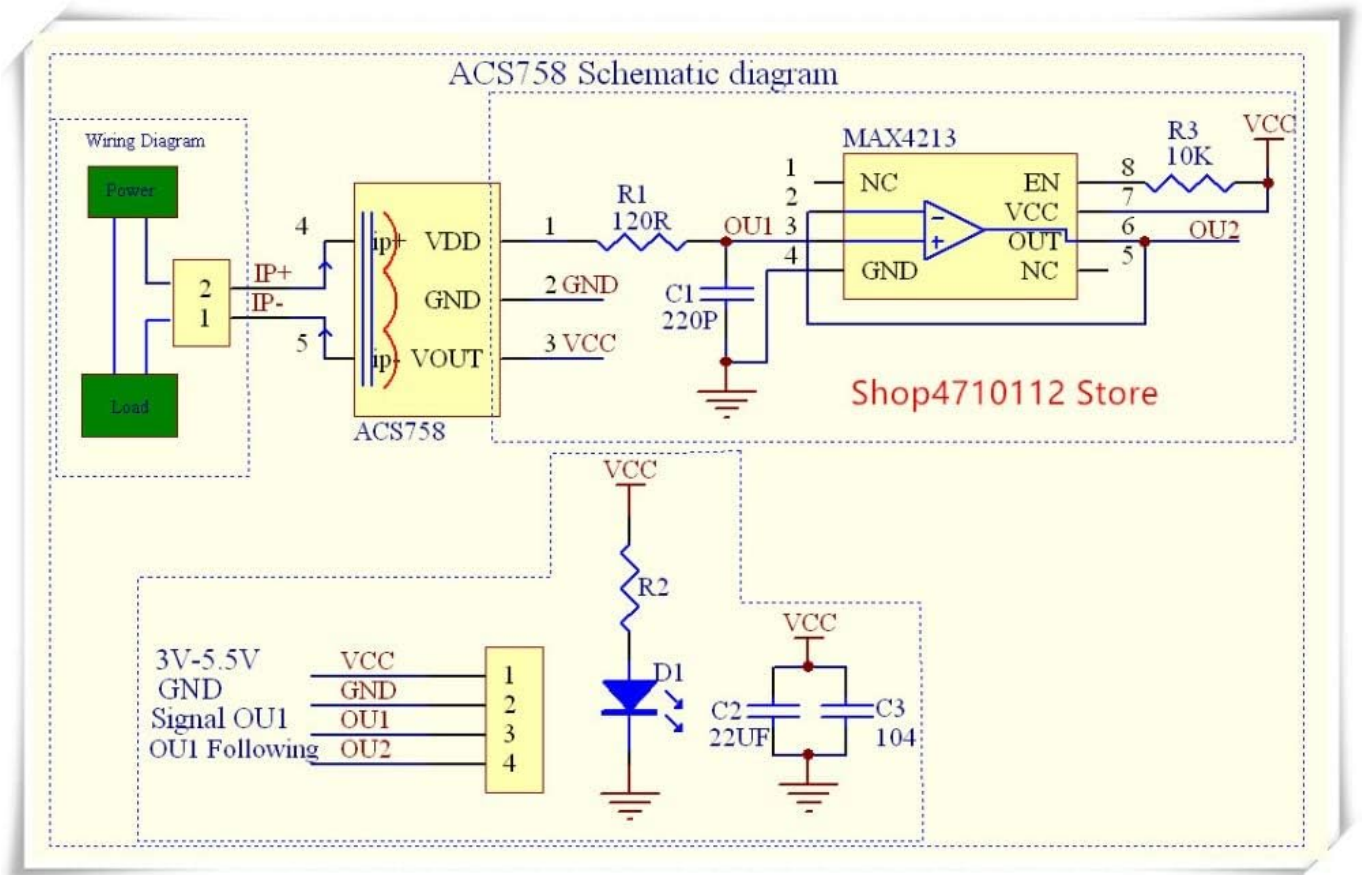 ACS758 Schematic diagram
Wiring Diagram
Power
Load
2
1
IP+
IP-
4
5
ip+
ip-
VDD
GND
VOUT
ACS758
1
2 GND
3 VCC
R1
120R
OU1
C1
220P
MAX4213
1
2
3
4
NC
GND
EN
VCC
OUT
NC
8
7
6
5
R3
10K
VCC
OU2
Shop4710112 Store
VCC
R2
D1
3V-5.5V VCC 1
GND GND 2
Signal OU1 OU1 3
OU1 Following OU2 4
VCC
C2
22UF
C3
104